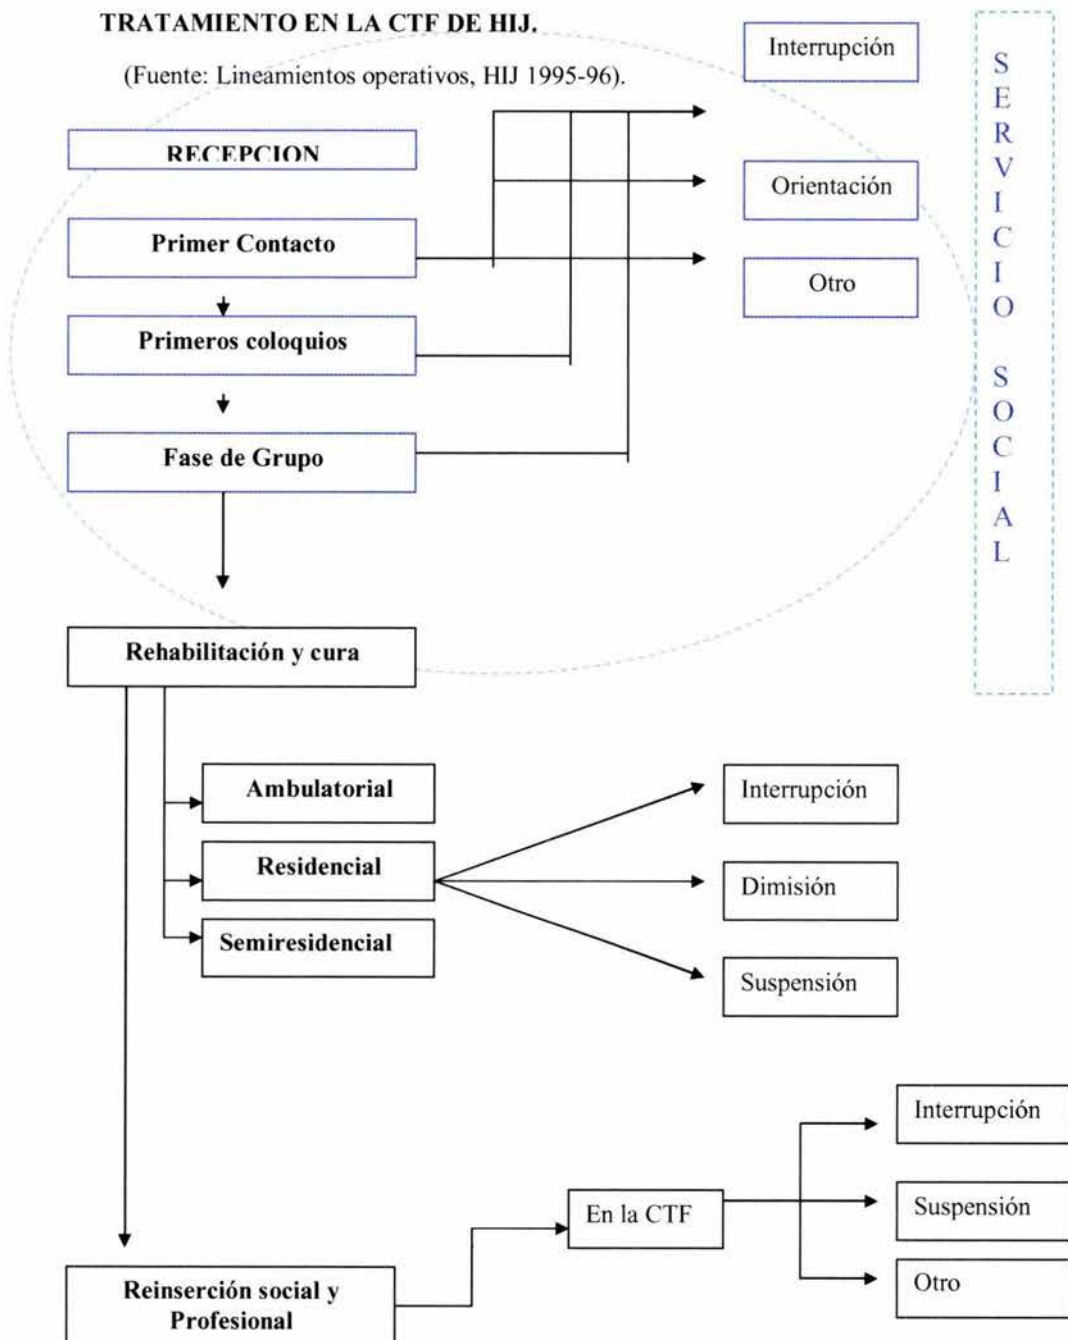 TRATAMIENTO EN LA CTF DE HIJ.
(Fuente: Lineamientos operativos, HIJ 1995-96).
RECEPCION
Primer Contacto
Primeros coloquios
Fase de Grupo
Interrupción
Orientación
Otro
SERVICIO SOCIAL
Rehabilitación y cura
Ambulatorial
Residencial
Semiresidencial
Interrupción
Dimisión
Suspensión
Reinserción social y
Profesional
En la CTF
Interrupción
Suspensión
Otro